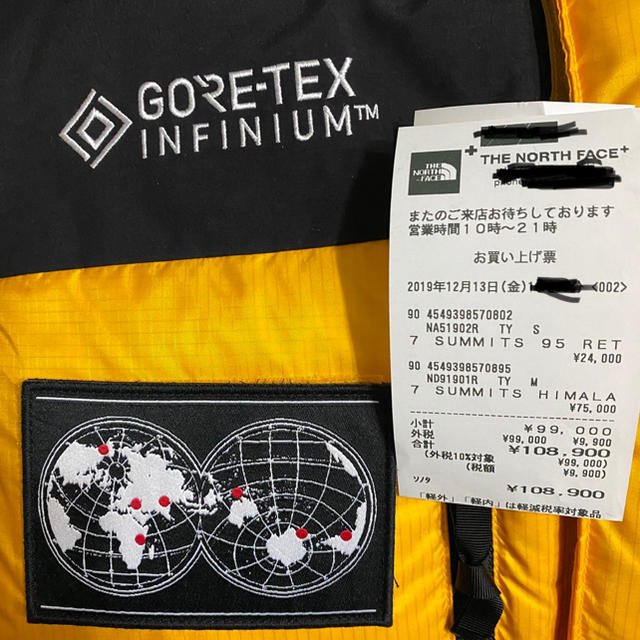 GORE-TEX
INFINIUM™
THE
NORTH
FACE
+ THE NORTH FACE+
phone
またのご来店お待ちしております
営業時間10時～21時
お買い上げ票
2019年12月13日(金)1 <002>
90 4549398570802
NA51902R TY S
7 SUMMITS 95 RET
¥24,000
90 4549398570895
ND91901R TY M
7 SUMMITS HIMALA
¥75,000
小計 ¥99,000
外税 ¥99,000 ¥9,900
合計 ¥108,900
(外税10%対象 ¥99,000)
(税額 ¥9,900)
ソノタ ¥108,900
「軽外」「軽内」は軽減税率対象品